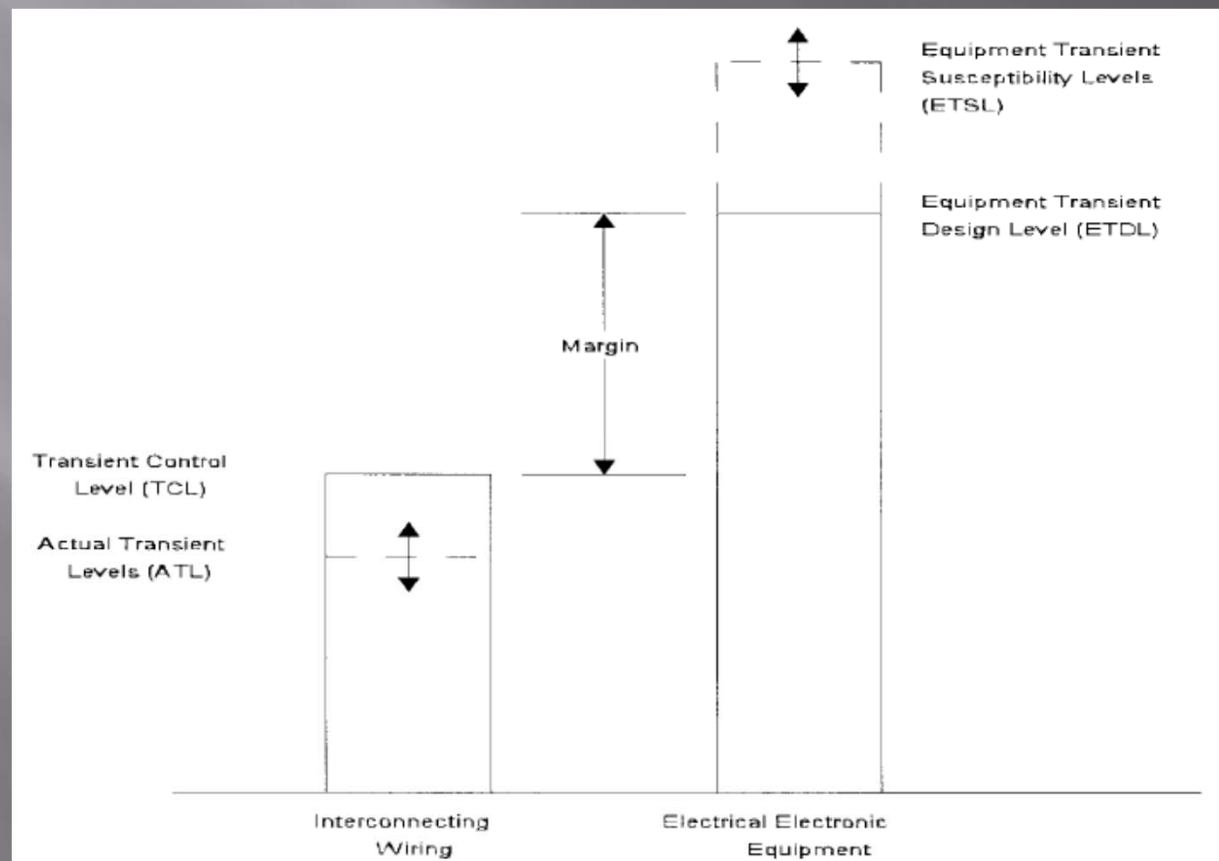 Equipment Transient
Susceptibility Levels
(ETSL)
Equipment Transient
Design Level (ETDL)
Margin
Transient Control
Level (TCL)
Actual Transient
Levels (ATL)
Interconnecting
Wiring
Electrical Electronic
Equipment